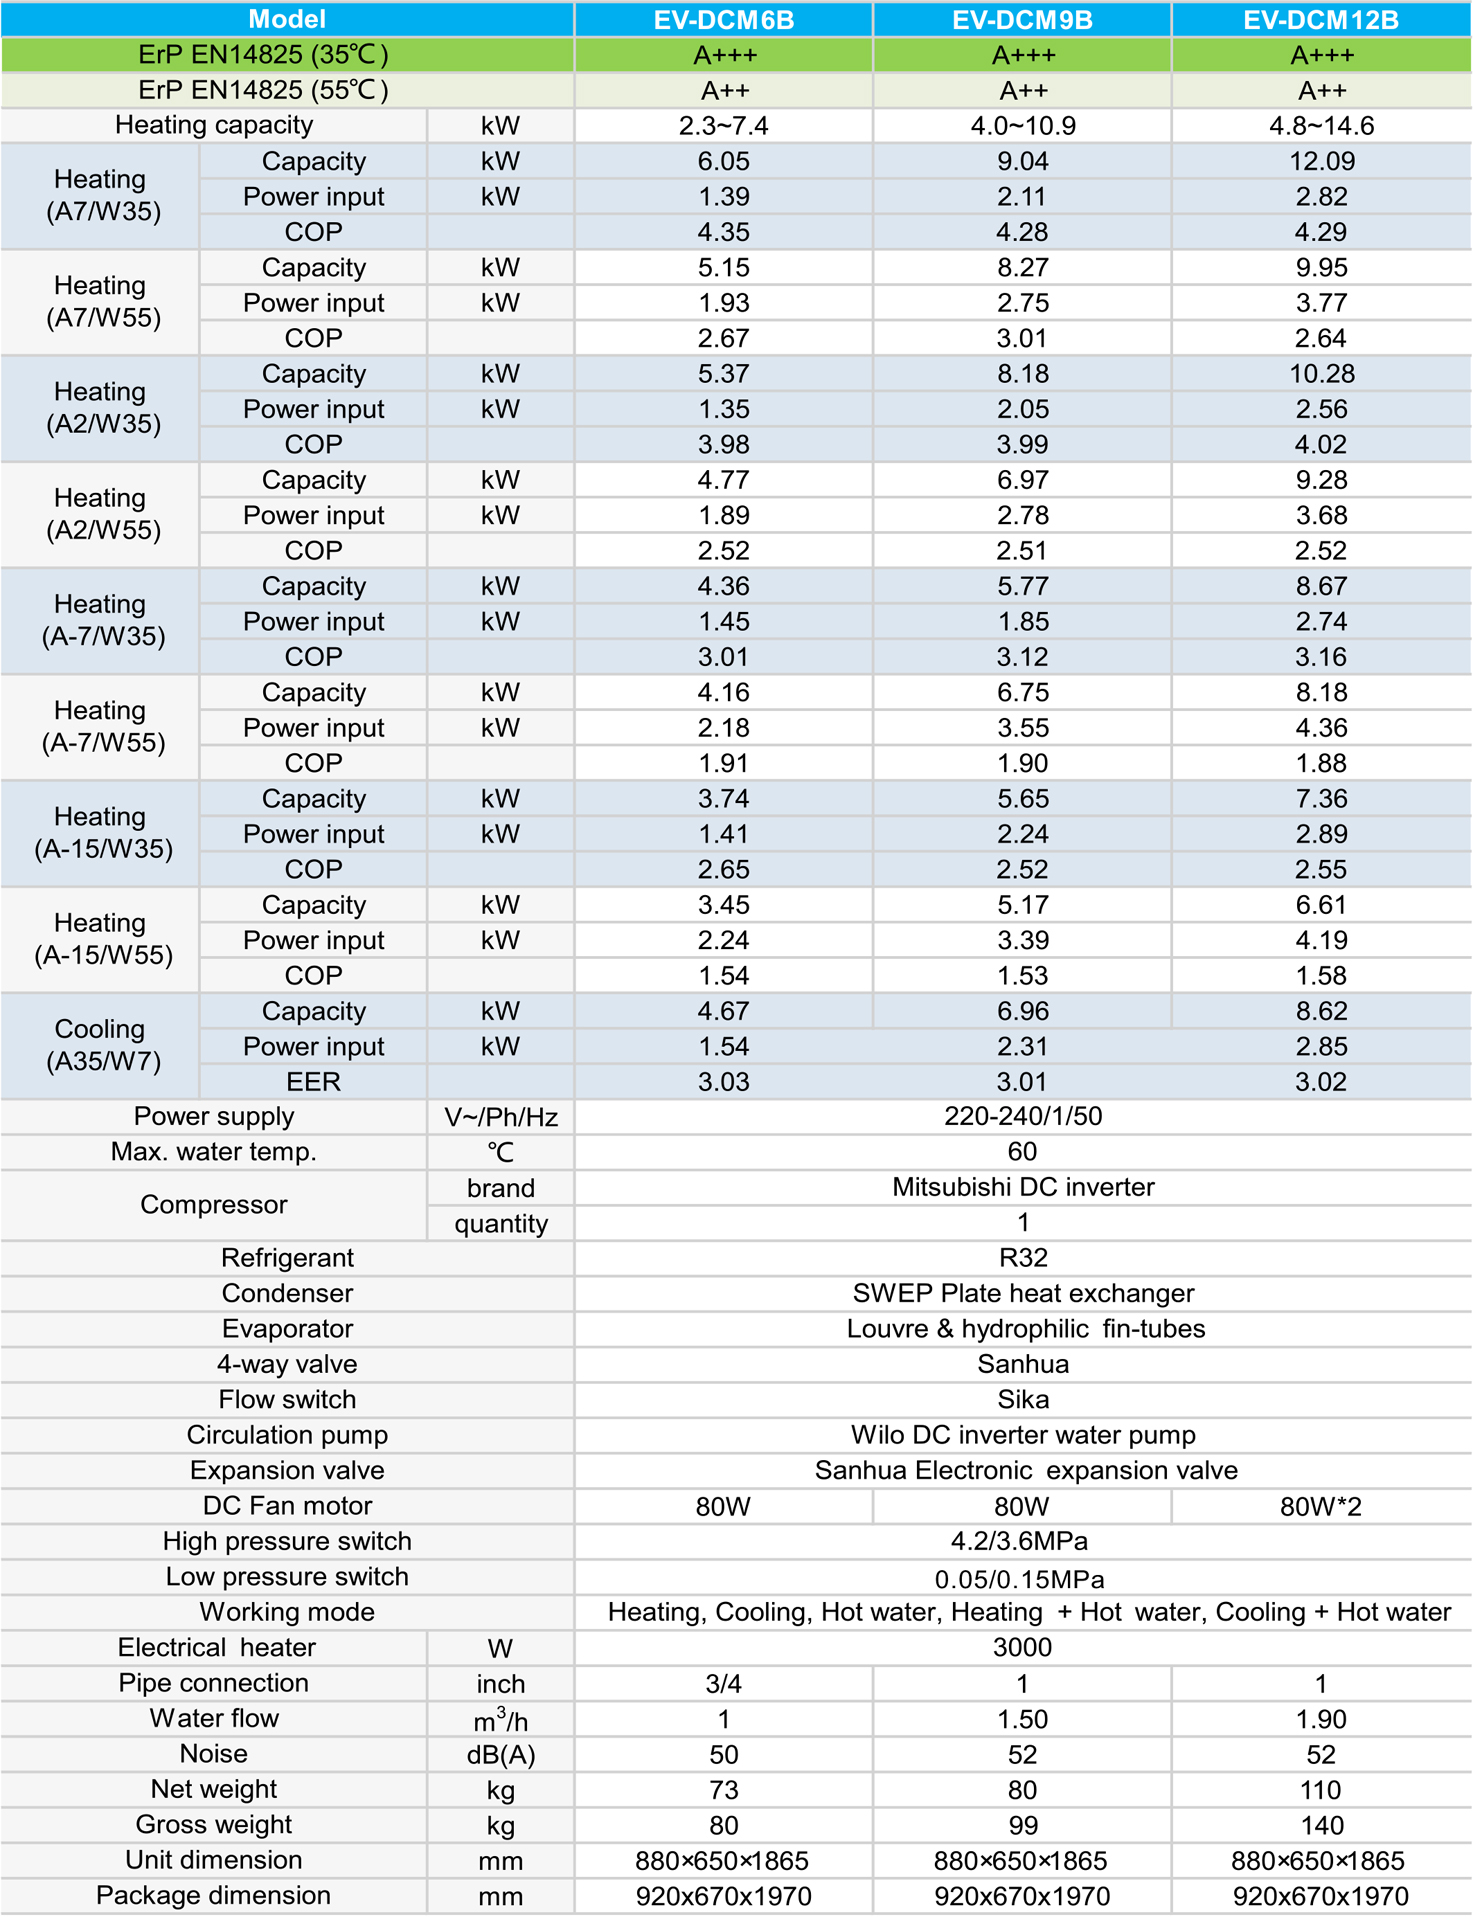 Model EV-DCM6B EV-DCM9B EV-DCM12B
ErP EN14825 (35℃) A+++ A+++ A+++
ErP EN14825 (55℃) A++ A++ A++
Heating capacity kW 2.3~7.4 4.0~10.9 4.8~14.6
Heating (A7/W35) Capacity kW 6.05 9.04 12.09
Power input kW 1.39 2.11 2.82
COP 4.35 4.28 4.29
Heating (A7/W55) Capacity kW 5.15 8.27 9.95
Power input kW 1.93 2.75 3.77
COP 2.67 3.01 2.64
Heating (A2/W35) Capacity kW 5.37 8.18 10.28
Power input kW 1.35 2.05 2.56
COP 3.98 3.99 4.02
Heating (A2/W55) Capacity kW 4.77 6.97 9.28
Power input kW 1.89 2.78 3.68
COP 2.52 2.51 2.52
Heating (A-7/W35) Capacity kW 4.36 5.77 8.67
Power input kW 1.45 1.85 2.74
COP 3.01 3.12 3.16
Heating (A-7/W55) Capacity kW 4.16 6.75 8.18
Power input kW 2.18 3.55 4.36
COP 1.91 1.90 1.88
Heating (A-15/W35) Capacity kW 3.74 5.65 7.36
Power input kW 1.41 2.24 2.89
COP 2.65 2.52 2.55
Heating (A-15/W55) Capacity kW 3.45 5.17 6.61
Power input kW 2.24 3.39 4.19
COP 1.54 1.53 1.58
Cooling (A35/W7) Capacity kW 4.67 6.96 8.62
Power input kW 1.54 2.31 2.85
EER 3.03 3.01 3.02
Power supply V~/Ph/Hz 220-240/1/50
Max. water temp. ℃ 60
Compressor brand Mitsubishi DC inverter
quantity 1
Refrigerant R32
Condenser SWEP Plate heat exchanger
Evaporator Louvre & hydrophilic fin-tubes
4-way valve Sanhua
Flow switch Sika
Circulation pump Wilo DC inverter water pump
Expansion valve Sanhua Electronic expansion valve
DC Fan motor 80W 80W 80W*2
High pressure switch 4.2/3.6MPa
Low pressure switch 0.05/0.15MPa
Working mode Heating, Cooling, Hot water, Heating + Hot water, Cooling + Hot water
Electrical heater W 3000
Pipe connection inch 3/4 1 1
Water flow m³/h 1 1.50 1.90
Noise dB(A) 50 52 52
Net weight kg 73 80 110
Gross weight kg 80 99 140
Unit dimension mm 880×650×1865 880×650×1865 880×650×1865
Package dimension mm 920x670x1970 920x670x1970 920x670x1970